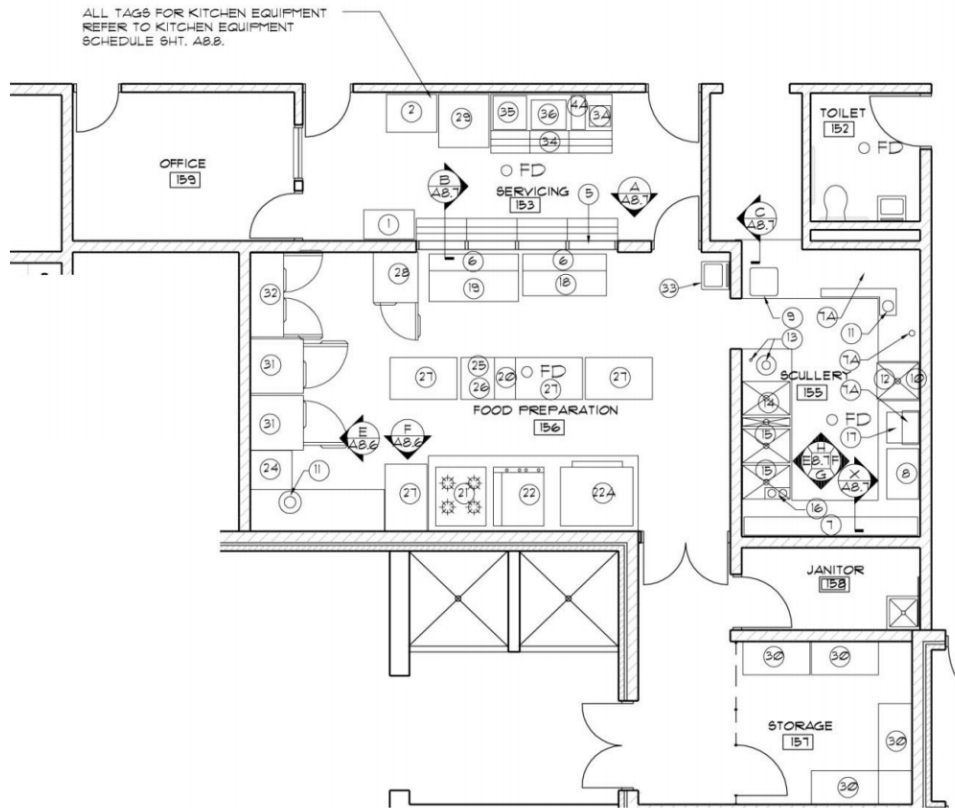 ALL TAGS FOR KITCHEN EQUIPMENT
REFER TO KITCHEN EQUIPMENT
SCHEDULE SHT. A8.8.
2
29
35
36
4A
3A
34
TOILET
152
FD
OFFICE
159
FD
B
A8.7
SERVICING
153
5
A
A8.7
1
C
A8.7
32
28
6
6
19
18
33
9
7A
11
13
7A
31
27
25
26
20
FD
27
27
SCULLERY
155
12
10
7A
FOOD PREPARATION
156
14
31
E
A8.6
F
A8.6
15
FD
17
H
E
8.7
F
G
X
A8.7
8
24
11
27
21
22
22A
15
16
7
JANITOR
158
30
30
STORAGE
157
30
30